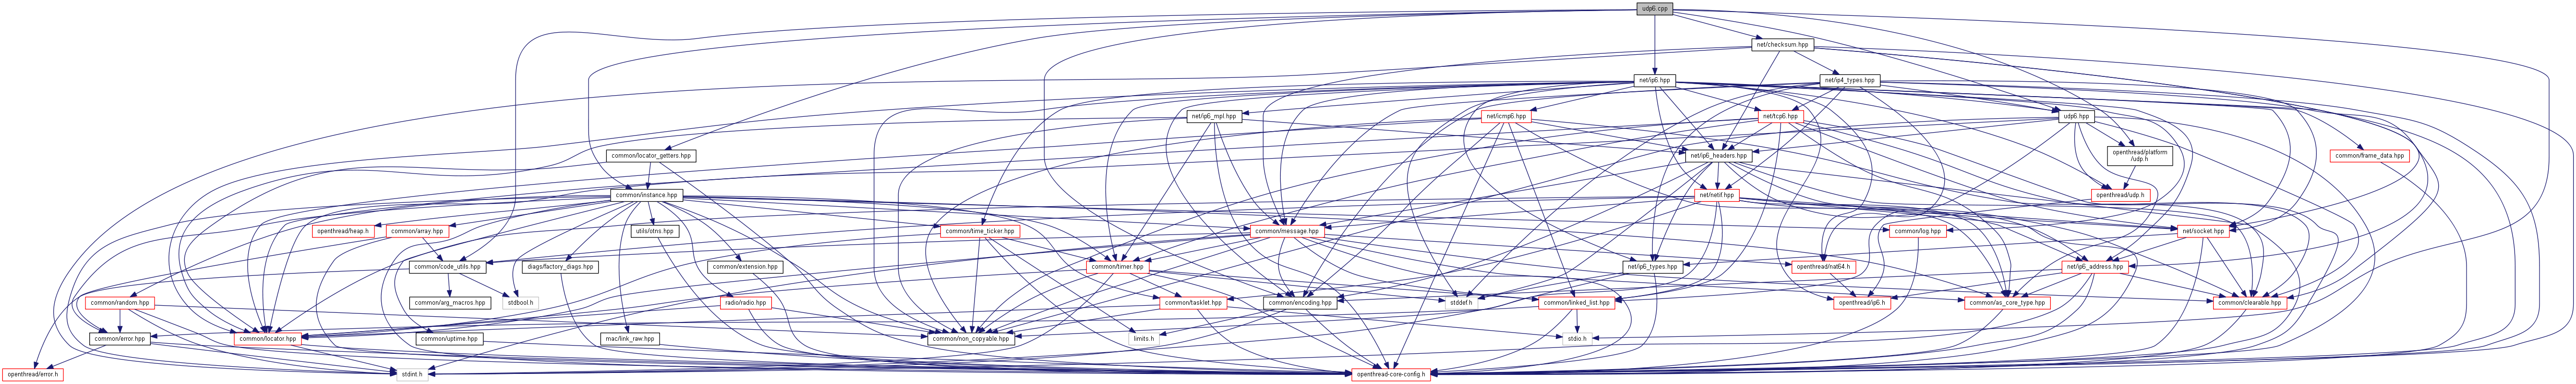 udp6.cpp
net/checksum.hpp
net/ip6.hpp
net/ip4_types.hpp
net/ip6_mpl.hpp
net/icmp6.hpp
net/tcp6.hpp
udp6.hpp
common/locator_getters.hpp
net/ip6_headers.hpp
openthread/platform
/udp.h
common/frame_data.hpp
common/instance.hpp
net/netif.hpp
openthread/udp.h
openthread/heap.h
common/array.hpp
utils/otns.hpp
common/time_ticker.hpp
common/message.hpp
common/log.hpp
net/socket.hpp
common/code_utils.hpp
diags/factory_diags.hpp
common/extension.hpp
common/timer.hpp
net/ip6_types.hpp
openthread/nat64.h
net/ip6_address.hpp
common/random.hpp
common/arg_macros.hpp
stdbool.h
radio/radio.hpp
common/tasklet.hpp
stddef.h
common/encoding.hpp
common/linked_list.hpp
openthread/ip6.h
common/as_core_type.hpp
common/clearable.hpp
common/error.hpp
common/locator.hpp
common/uptime.hpp
mac/link_raw.hpp
common/non_copyable.hpp
limits.h
stdio.h
openthread/error.h
stdint.h
openthread-core-config.h